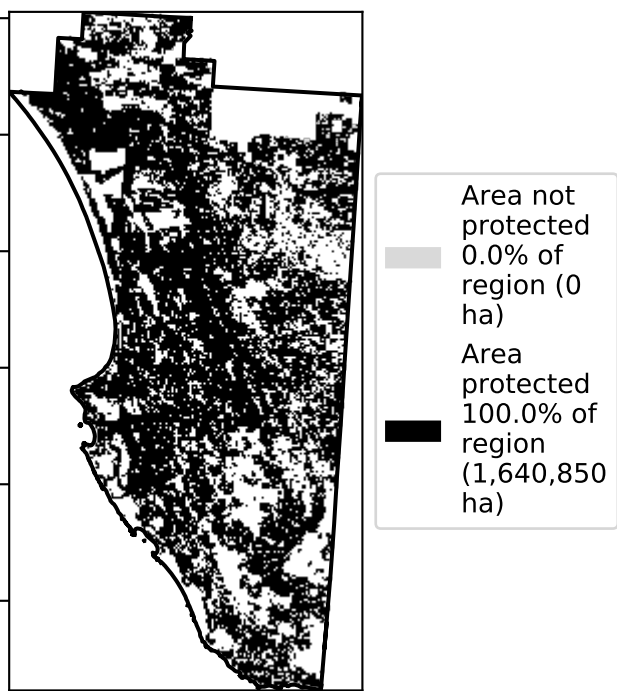 Area not
protected
0.0% of
region (0
ha)
Area
protected
100.0% of
region
(1,640,850
ha)